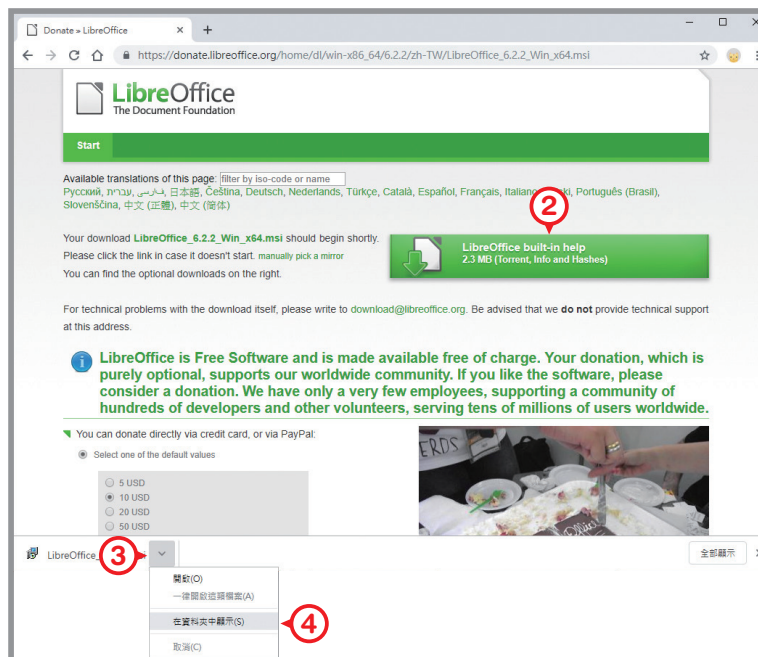 Donate » LibreOffice
https://donate.libreoffice.org/home/dl/win-x86_64/6.2.2/zh-TW/LibreOffice_6.2.2_Win_x64.msi
LibreOffice
The Document Foundation
Start
Available translations of this page: filter by iso-code or name
Русский, עברית, فارسی, 日本語, Čeština, Deutsch, Nederlands, Türkçe, Català, Español, Français, Italiano, Português (Brasil),
Slovenščina, 中文 (正體), 中文 (简体)
②
Your download LibreOffice_6.2.2_Win_x64.msi should begin shortly.
Please click the link in case it doesn't start. manually pick a mirror
You can find the optional downloads on the right.
LibreOffice built-in help
2.3 MB (Torrent, Info and Hashes)
For technical problems with the download itself, please write to download@libreoffice.org. Be advised that we do not provide technical support
at this address.
LibreOffice is Free Software and is made available free of charge. Your donation, which is
purely optional, supports our worldwide community. If you like the software, please
consider a donation. We have only a very few employees, supporting a community of
hundreds of developers and other volunteers, serving tens of millions of users worldwide.
You can donate directly via credit card, or via PayPal:
Select one of the default values
5 USD
10 USD
20 USD
50 USD
ERDS
LibreOffice_
③
全部顯示
開啟(O)
一律開啟這類檔案(A)
在資料夾中顯示(S)
④
取消(C)